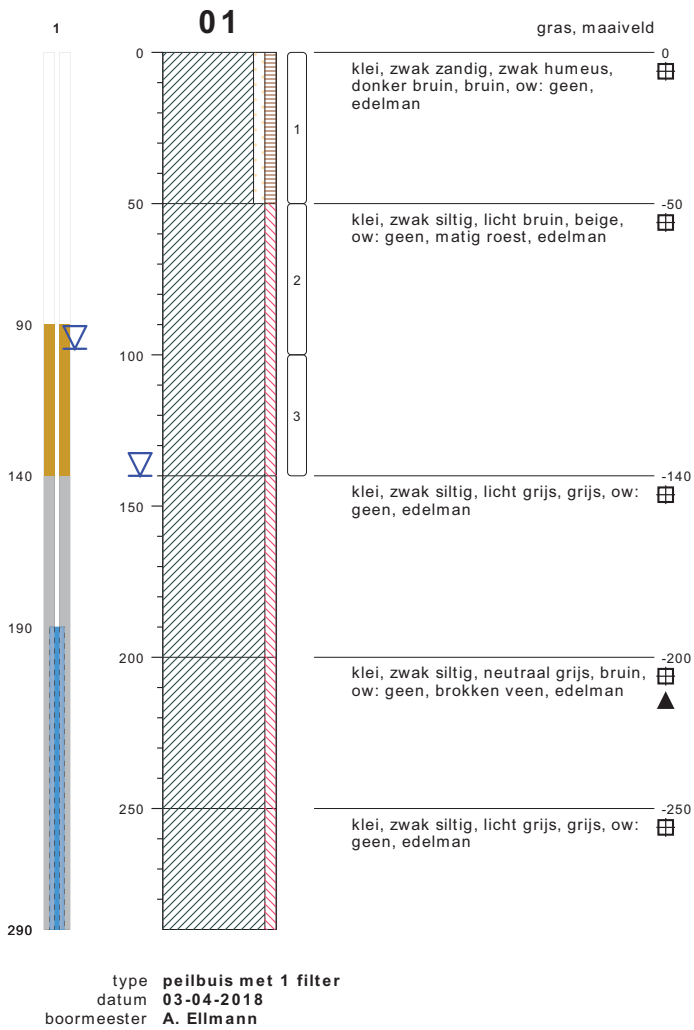 1
01
gras, maaiveld
0
0
klei, zwak zandig, zwak humeus,
donker bruin, bruin, ow: geen,
edelman
1
50
-50
klei, zwak siltig, licht bruin, beige,
ow: geen, matig roest, edelman
2
90
100
3
140
-140
klei, zwak siltig, licht grijs, grijs, ow:
geen, edelman
150
190
200
-200
klei, zwak siltig, neutraal grijs, bruin,
ow: geen, brokken veen, edelman
250
-250
klei, zwak siltig, licht grijs, grijs, ow:
geen, edelman
290
type peilbuis met 1 filter
datum 03-04-2018
boormeester A. Ellmann